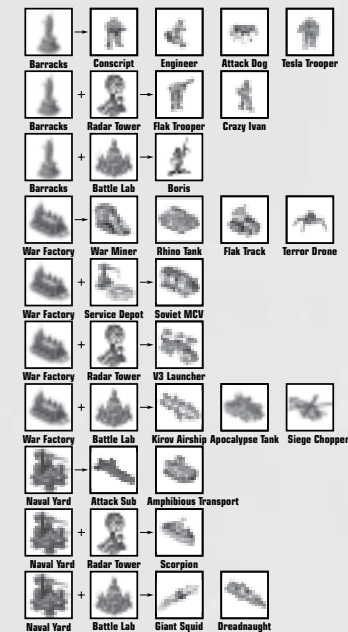 Barracks Conscript Engineer Attack Dog Tesla Trooper
Barracks Radar Tower Flak Trooper Crazy Ivan
Barracks Battle Lab Boris
War Factory War Miner Rhino Tank Flak Track Terror Drone
War Factory Service Depot Soviet MCV
War Factory Radar Tower V3 Launcher
War Factory Battle Lab Kirov Airship Apocalypse Tank Siege Chopper
Naval Yard Attack Sub Amphibious Transport
Naval Yard Radar Tower Scorpion
Naval Yard Battle Lab Giant Squid Dreadnaught